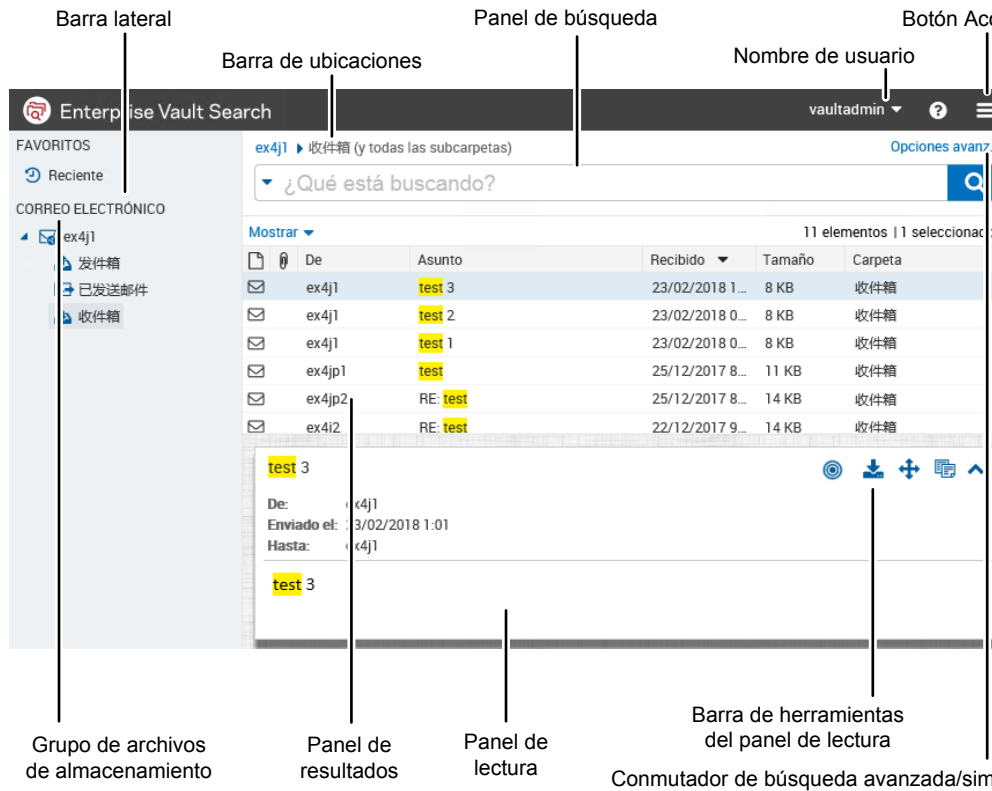 Barra lateral
Panel de búsqueda
Botón Acc
Barra de ubicaciones
Nombre de usuario
Enterprise Vault Search
vaultadmin
?
FAVORITOS
Reciente
CORREO ELECTRÓNICO
ex4j1
发件箱
已发送邮件
收件箱
ex4j1 收件箱 (y todas las subcarpetas)
Opciones avanz
¿Qué está buscando?
Mostrar
11 elementos | 1 seleccionad
De Asunto Recibido Tamaño Carpeta
ex4j1 test 3 23/02/2018 1... 8 KB 收件箱
ex4j1 test 2 23/02/2018 0... 8 KB 收件箱
ex4j1 test 1 23/02/2018 0... 8 KB 收件箱
ex4jp1 test 25/12/2017 8... 11 KB 收件箱
ex4jp2 RE: test 25/12/2017 8... 14 KB 收件箱
ex4i2 RE: test 22/12/2017 9... 14 KB 收件箱
test 3
De: x4j1
Enviado el: 3/02/2018 1:01
Hasta: x4j1
test 3
Grupo de archivos
de almacenamiento
Panel de
resultados
Panel de
lectura
Barra de herramientas
del panel de lectura
Conmutador de búsqueda avanzada/sim